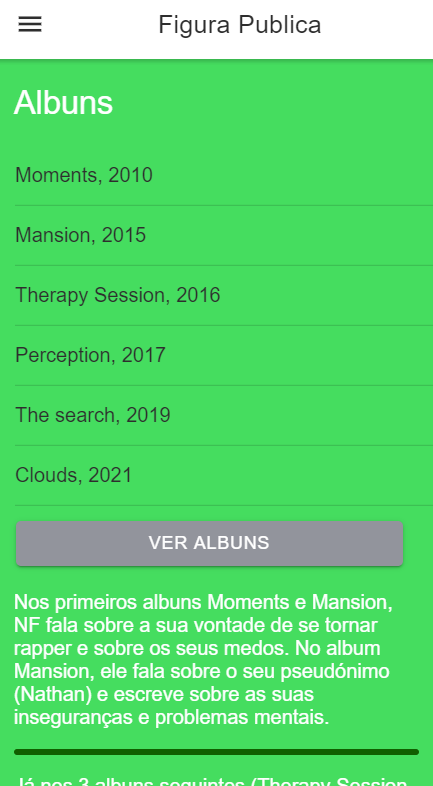 Figura Publica
Albuns
Moments, 2010
Mansion, 2015
Therapy Session, 2016
Perception, 2017
The search, 2019
Clouds, 2021
VER ALBUNS
Nos primeiros albuns Moments e Mansion,
NF fala sobre a sua vontade de se tornar
rapper e sobre os seus medos. No album
Mansion, ele fala sobre o seu pseudónimo
(Nathan) e escreve sobre as suas
inseguranças e problemas mentais.
Já nos 3 albuns seguintes (Therapy Session,